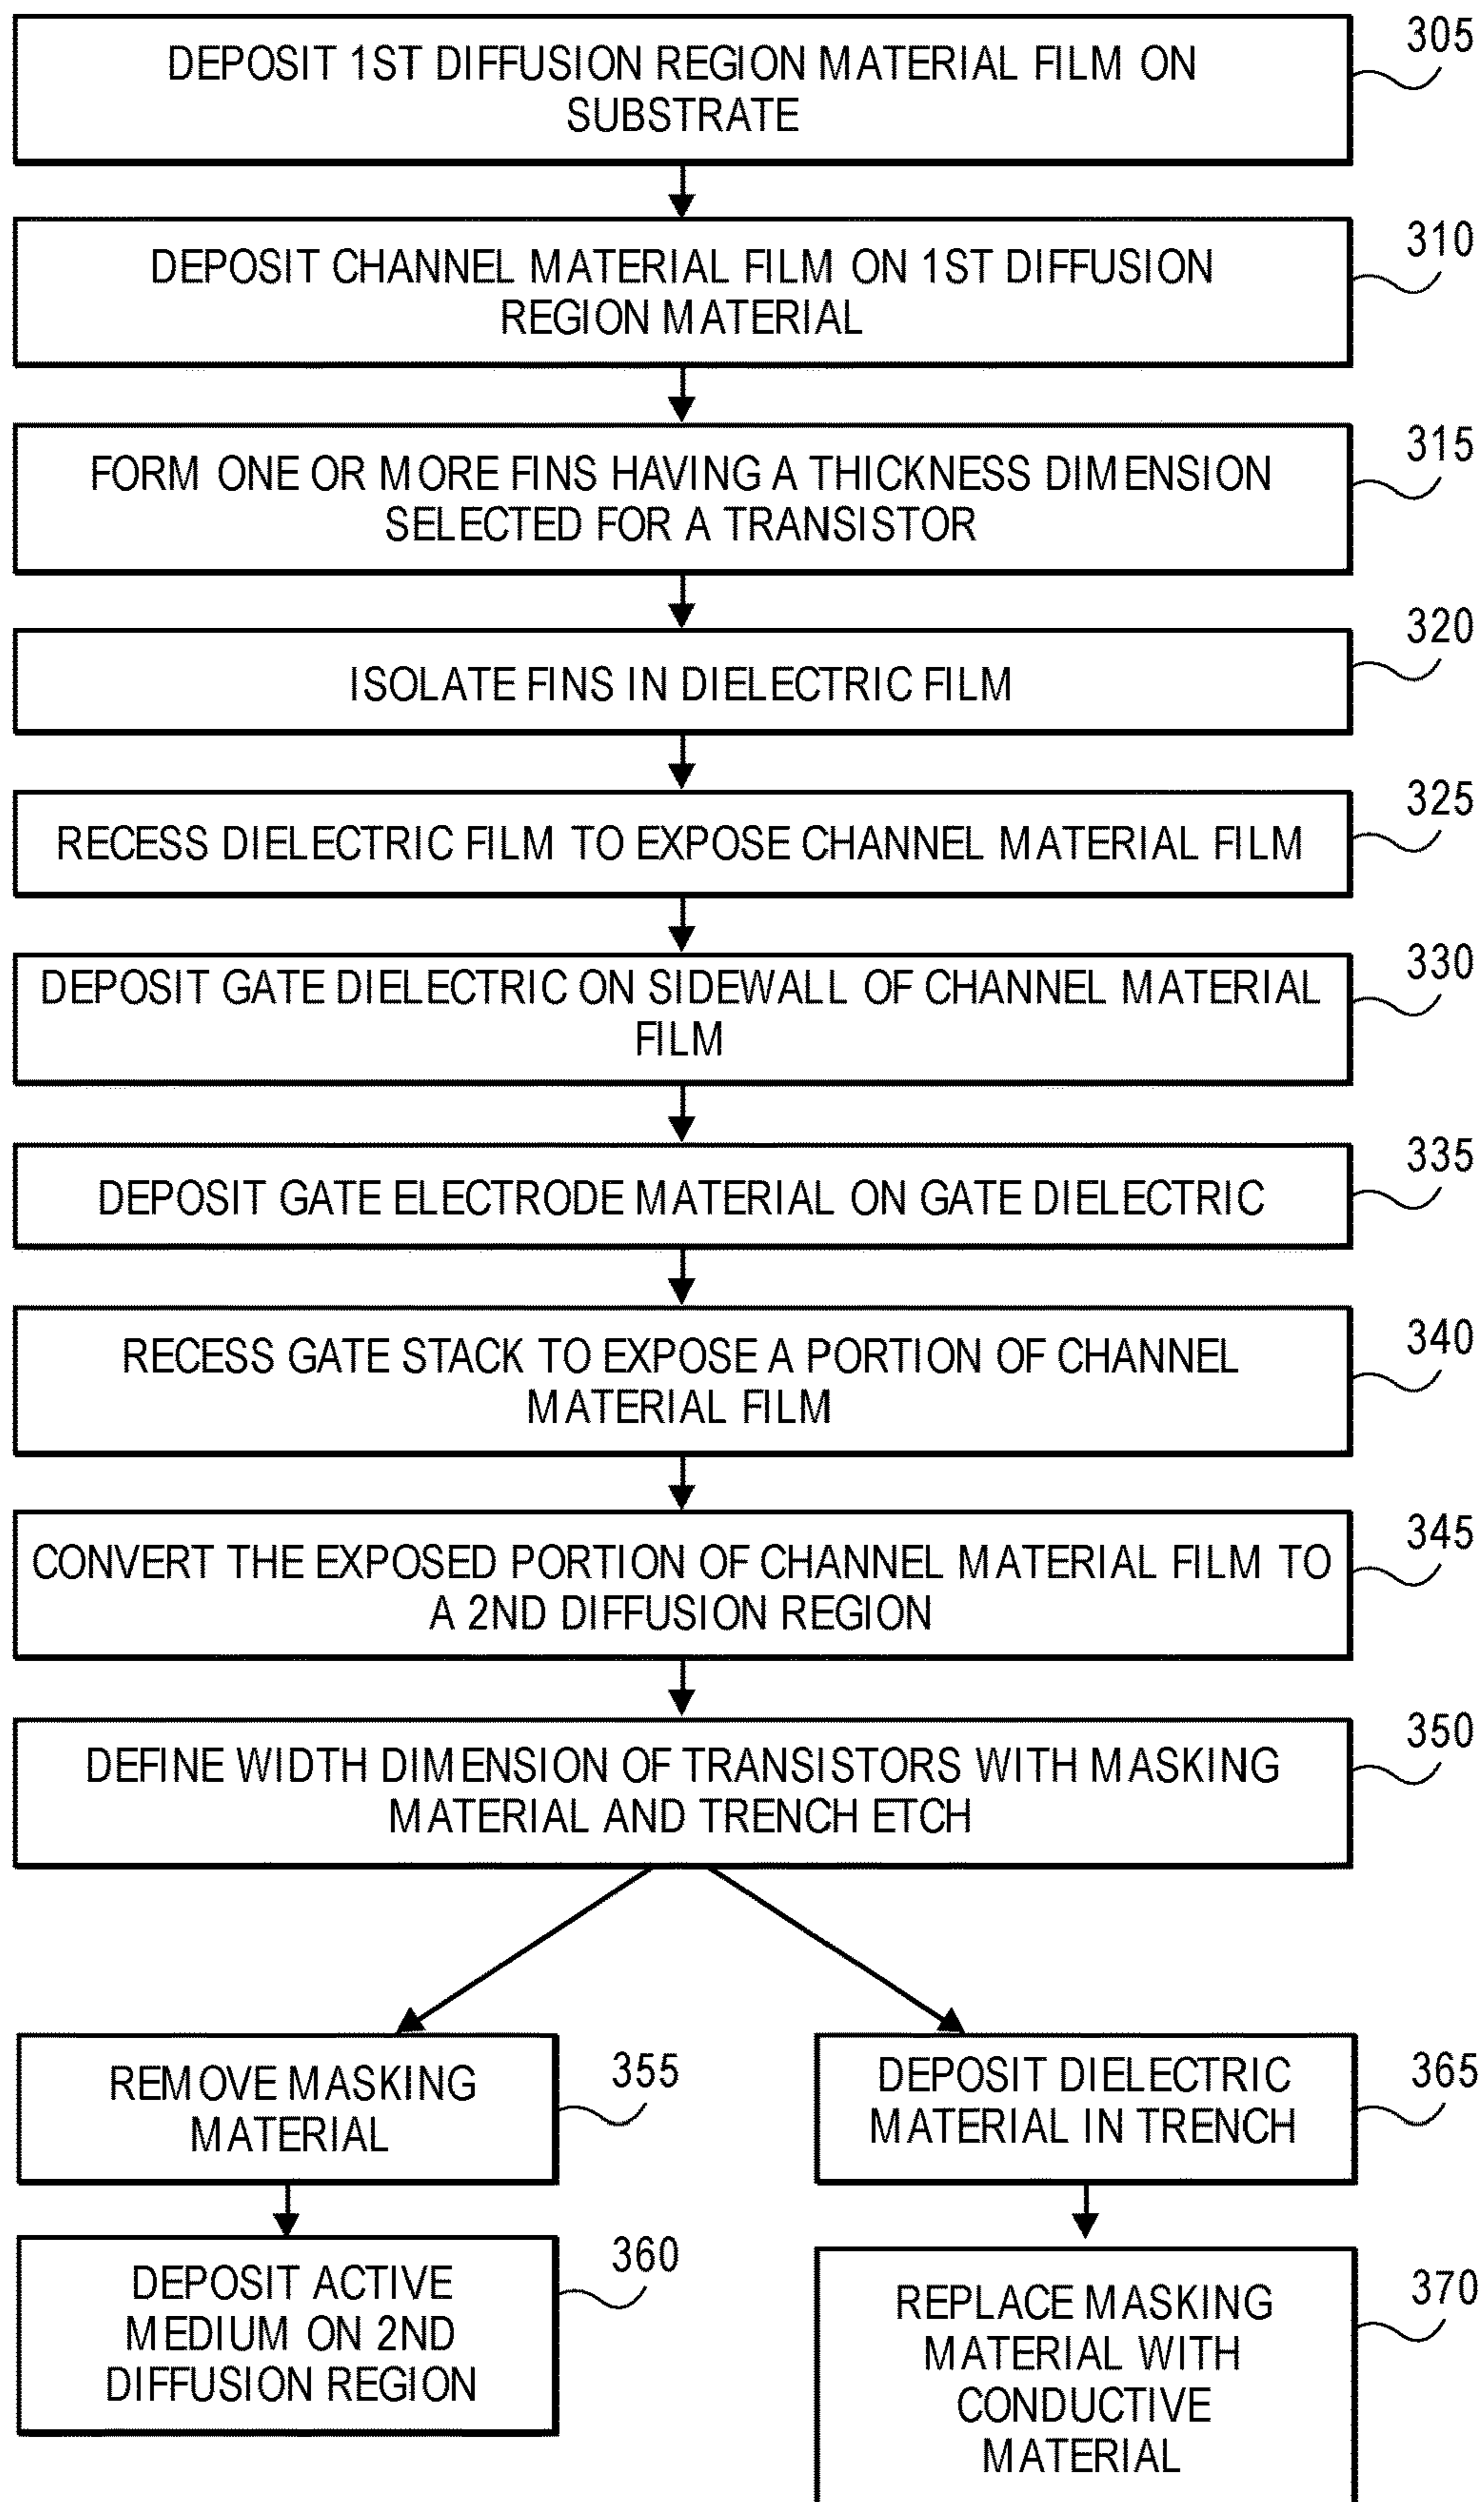 305
DEPOSIT 1ST DIFFUSION REGION MATERIAL FILM ON
SUBSTRATE
310
DEPOSIT CHANNEL MATERIAL FILM ON 1ST DIFFUSION
REGION MATERIAL
315
FORM ONE OR MORE FINS HAVING A THICKNESS DIMENSION
SELECTED FOR A TRANSISTOR
320
ISOLATE FINS IN DIELECTRIC FILM
325
RECESS DIELECTRIC FILM TO EXPOSE CHANNEL MATERIAL FILM
330
DEPOSIT GATE DIELECTRIC ON SIDEWALL OF CHANNEL MATERIAL
FILM
335
DEPOSIT GATE ELECTRODE MATERIAL ON GATE DIELECTRIC
340
RECESS GATE STACK TO EXPOSE A PORTION OF CHANNEL
MATERIAL FILM
345
CONVERT THE EXPOSED PORTION OF CHANNEL MATERIAL FILM TO
A 2ND DIFFUSION REGION
350
DEFINE WIDTH DIMENSION OF TRANSISTORS WITH MASKING
MATERIAL AND TRENCH ETCH
355
REMOVE MASKING
MATERIAL
360
DEPOSIT ACTIVE
MEDIUM ON 2ND
DIFFUSION REGION
365
DEPOSIT DIELECTRIC
MATERIAL IN TRENCH
370
REPLACE MASKING
MATERIAL WITH
CONDUCTIVE
MATERIAL